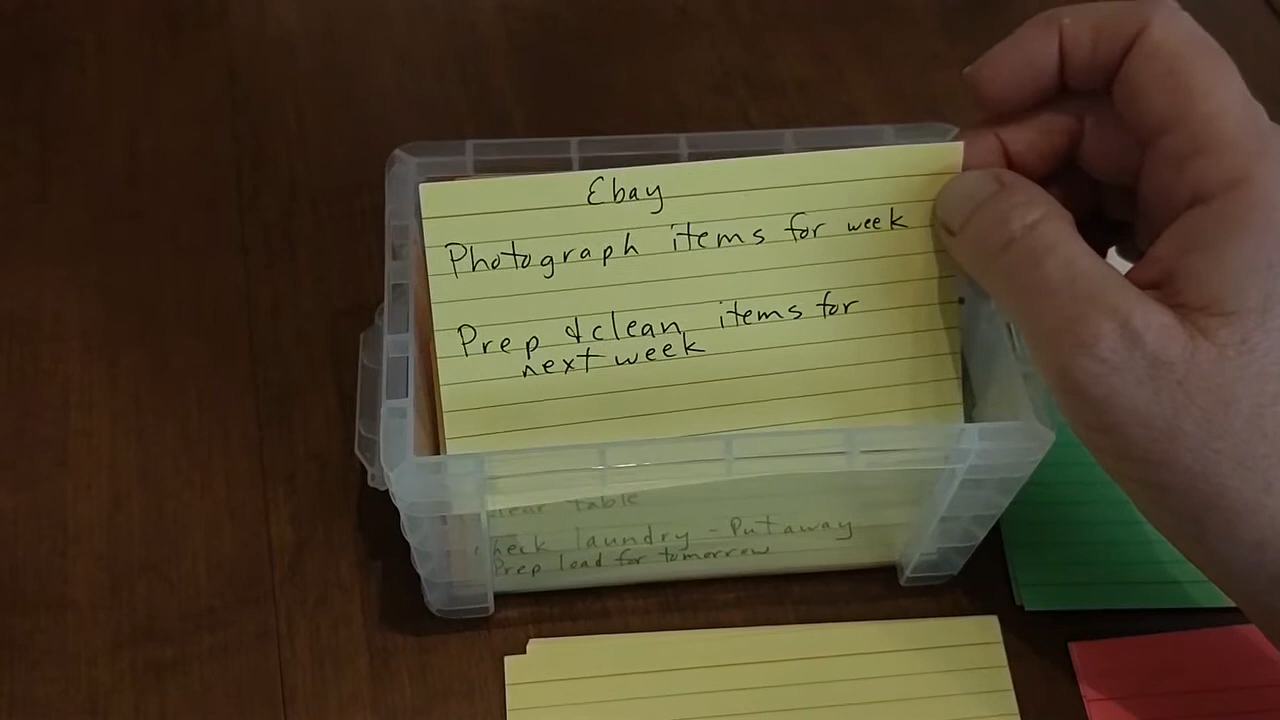 Ebay
Photograph items for week
Prep & clean items for
next week
Clear Table
Check laundry - Put away
Prep load for tomorrow